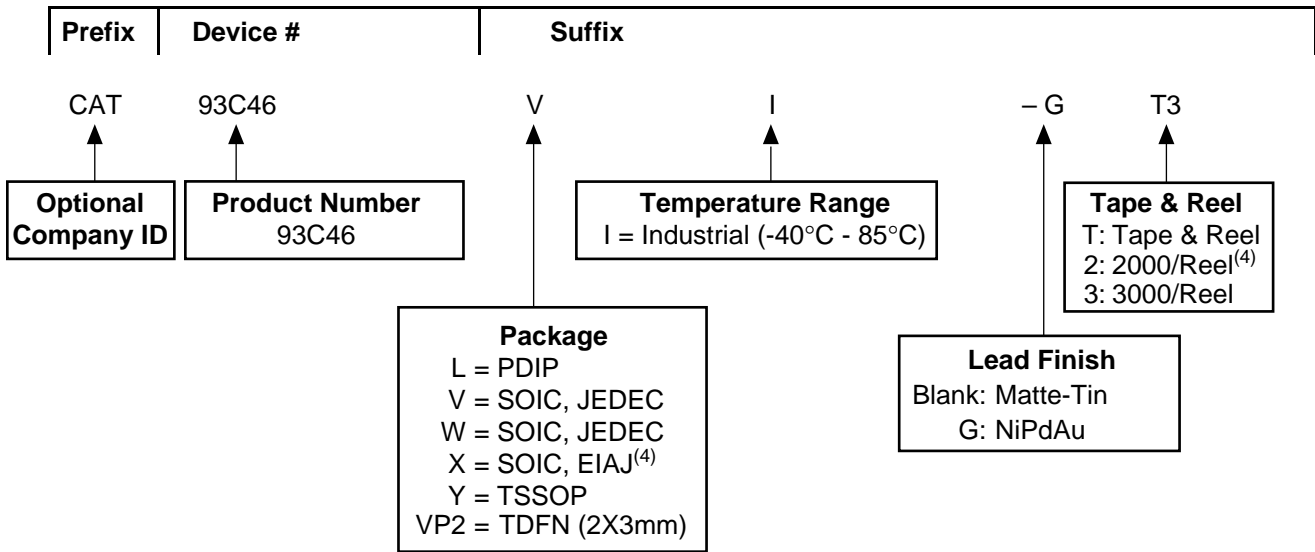 Prefix Device # Suffix
CAT 93C46 V I – G T3
Optional
Company ID
Product Number
93C46
Temperature Range
I = Industrial (-40°C - 85°C)
Tape & Reel
T: Tape & Reel
2: 2000/Reel(4)
3: 3000/Reel
Package
L = PDIP
V = SOIC, JEDEC
W = SOIC, JEDEC
X = SOIC, EIAJ(4)
Y = TSSOP
VP2 = TDFN (2X3mm)
Lead Finish
Blank: Matte-Tin
G: NiPdAu